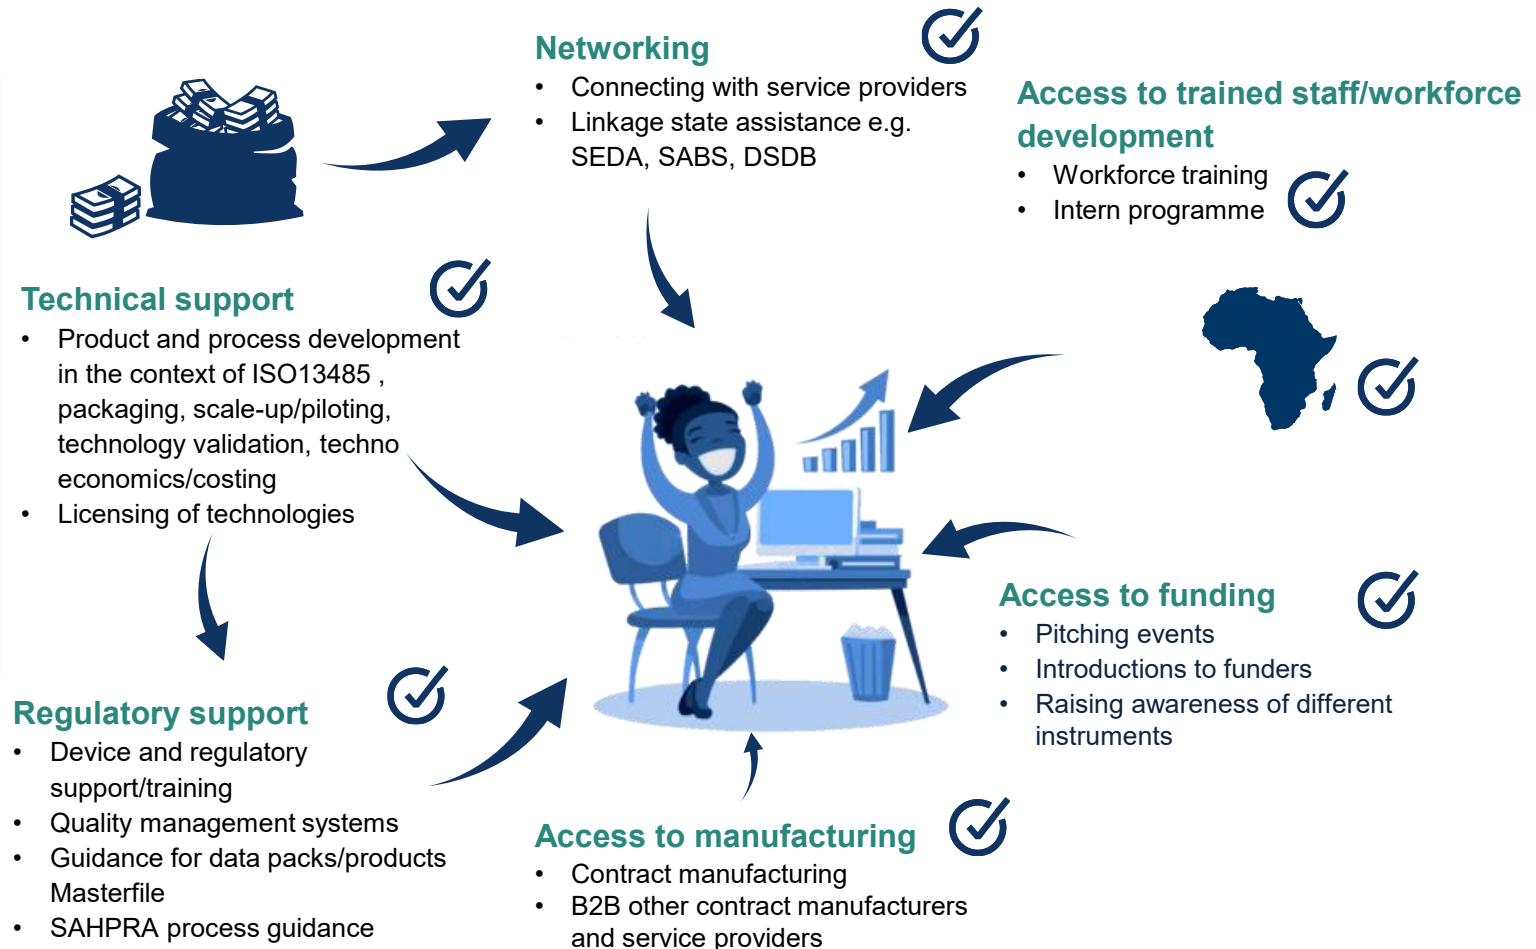 Networking
• Connecting with service providers
• Linkage state assistance e.g.
SEDA, SABS, DSDB
Access to trained staff/workforce
development
• Workforce training
• Intern programme
Technical support
• Product and process development
in the context of ISO13485 ,
packaging, scale-up/piloting,
technology validation, techno
economics/costing
• Licensing of technologies
Access to funding
• Pitching events
• Introductions to funders
• Raising awareness of different
instruments
Regulatory support
• Device and regulatory
support/training
• Quality management systems
• Guidance for data packs/products
Masterfile
• SAHPRA process guidance
Access to manufacturing
• Contract manufacturing
• B2B other contract manufacturers
and service providers